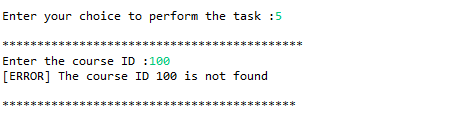 Enter your choice to perform the task :5
*******************************************
Enter the course ID :100
[ERROR] The course ID 100 is not found
******************************************